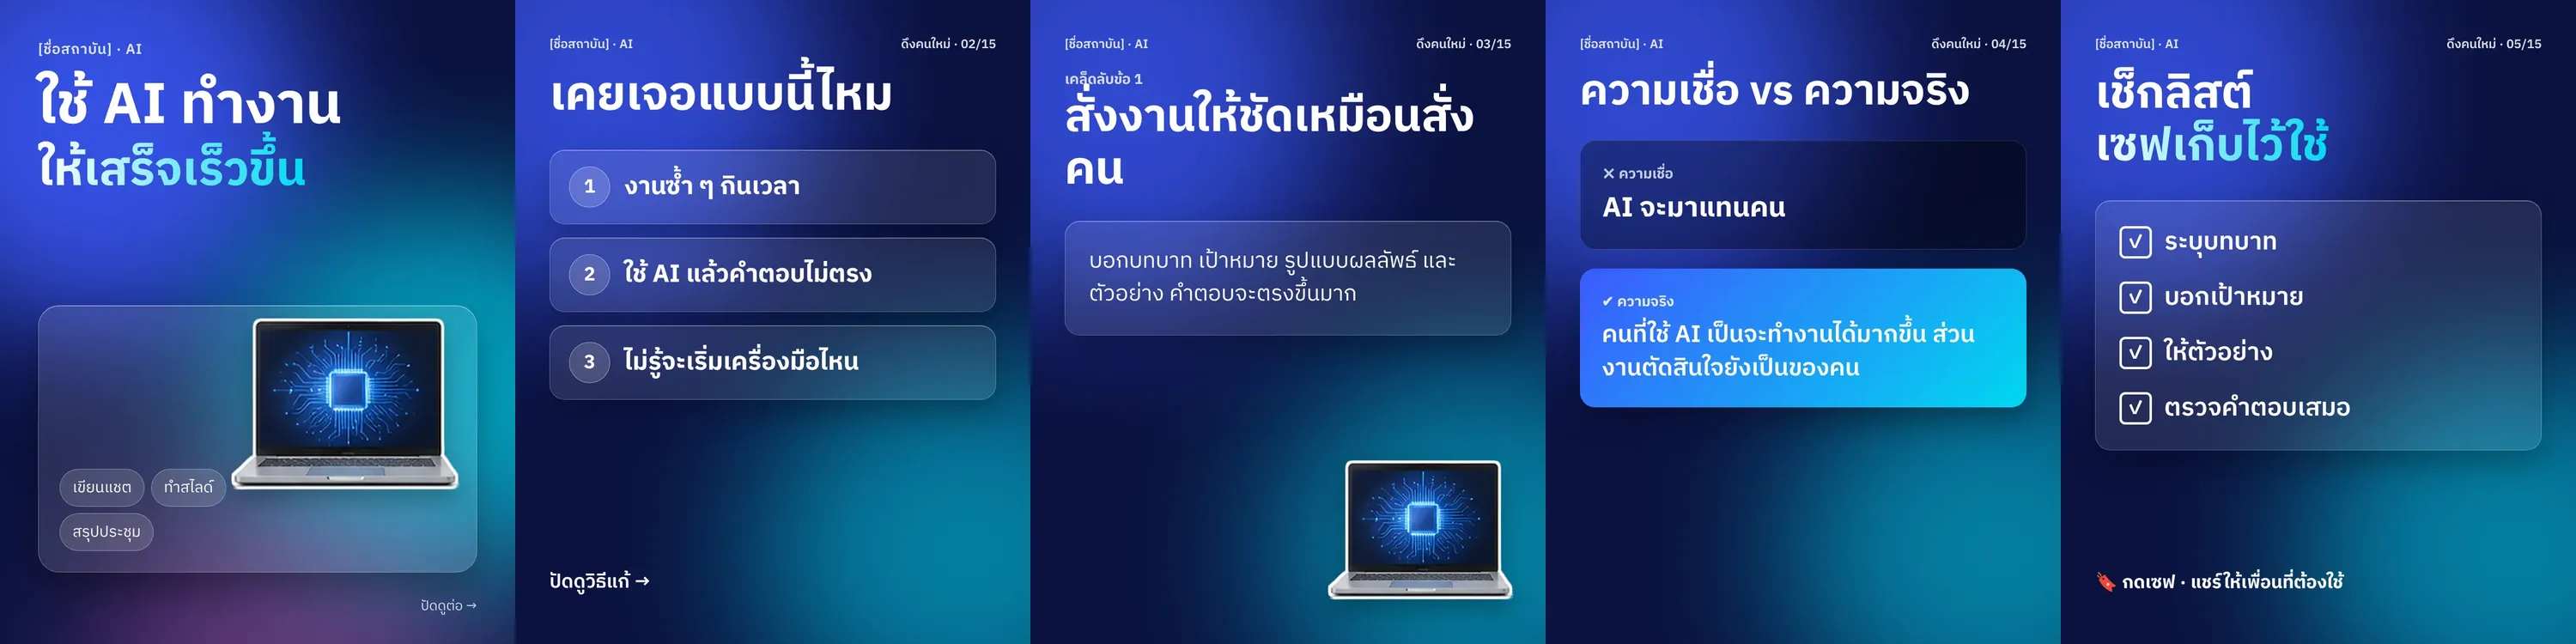 [ชื่อสถาบัน] · AI
ใช้ AI ทำงาน
ให้เสร็จเร็วขึ้น
เขียนแชต
ทำสไลด์
สรุปประชุม
ปัดดูต่อ →
[ชื่อสถาบัน] · AI
ดึงคนใหม่ · 02/15
เคยเจอแบบนี้ไหม
1 งานซ้ำ ๆ กินเวลา
2 ใช้ AI แล้วคำตอบไม่ตรง
3 ไม่รู้จะเริ่มเครื่องมือไหน
ปัดดูวิธีแก้ →
[ชื่อสถาบัน] · AI
ดึงคนใหม่ · 03/15
เคล็ดลับข้อ 1
สั่งงานให้ชัดเหมือนสั่ง
คน
บอกบทบาท เป้าหมาย รูปแบบผลลัพธ์ และ
ตัวอย่าง คำตอบจะตรงขึ้นมาก
[ชื่อสถาบัน] · AI
ดึงคนใหม่ · 04/15
ความเชื่อ vs ความจริง
✕ ความเชื่อ
AI จะมาแทนคน
✔ ความจริง
คนที่ใช้ AI เป็นจะทำงานได้มากขึ้น ส่วน
งานตัดสินใจยังเป็นของคน
[ชื่อสถาบัน] · AI
ดึงคนใหม่ · 05/15
เช็กลิสต์
เซฟเก็บไว้ใช้
ระบุบทบาท
บอกเป้าหมาย
ให้ตัวอย่าง
ตรวจคำตอบเสมอ
🔖 กดเซฟ · แชร์ให้เพื่อนที่ต้องใช้